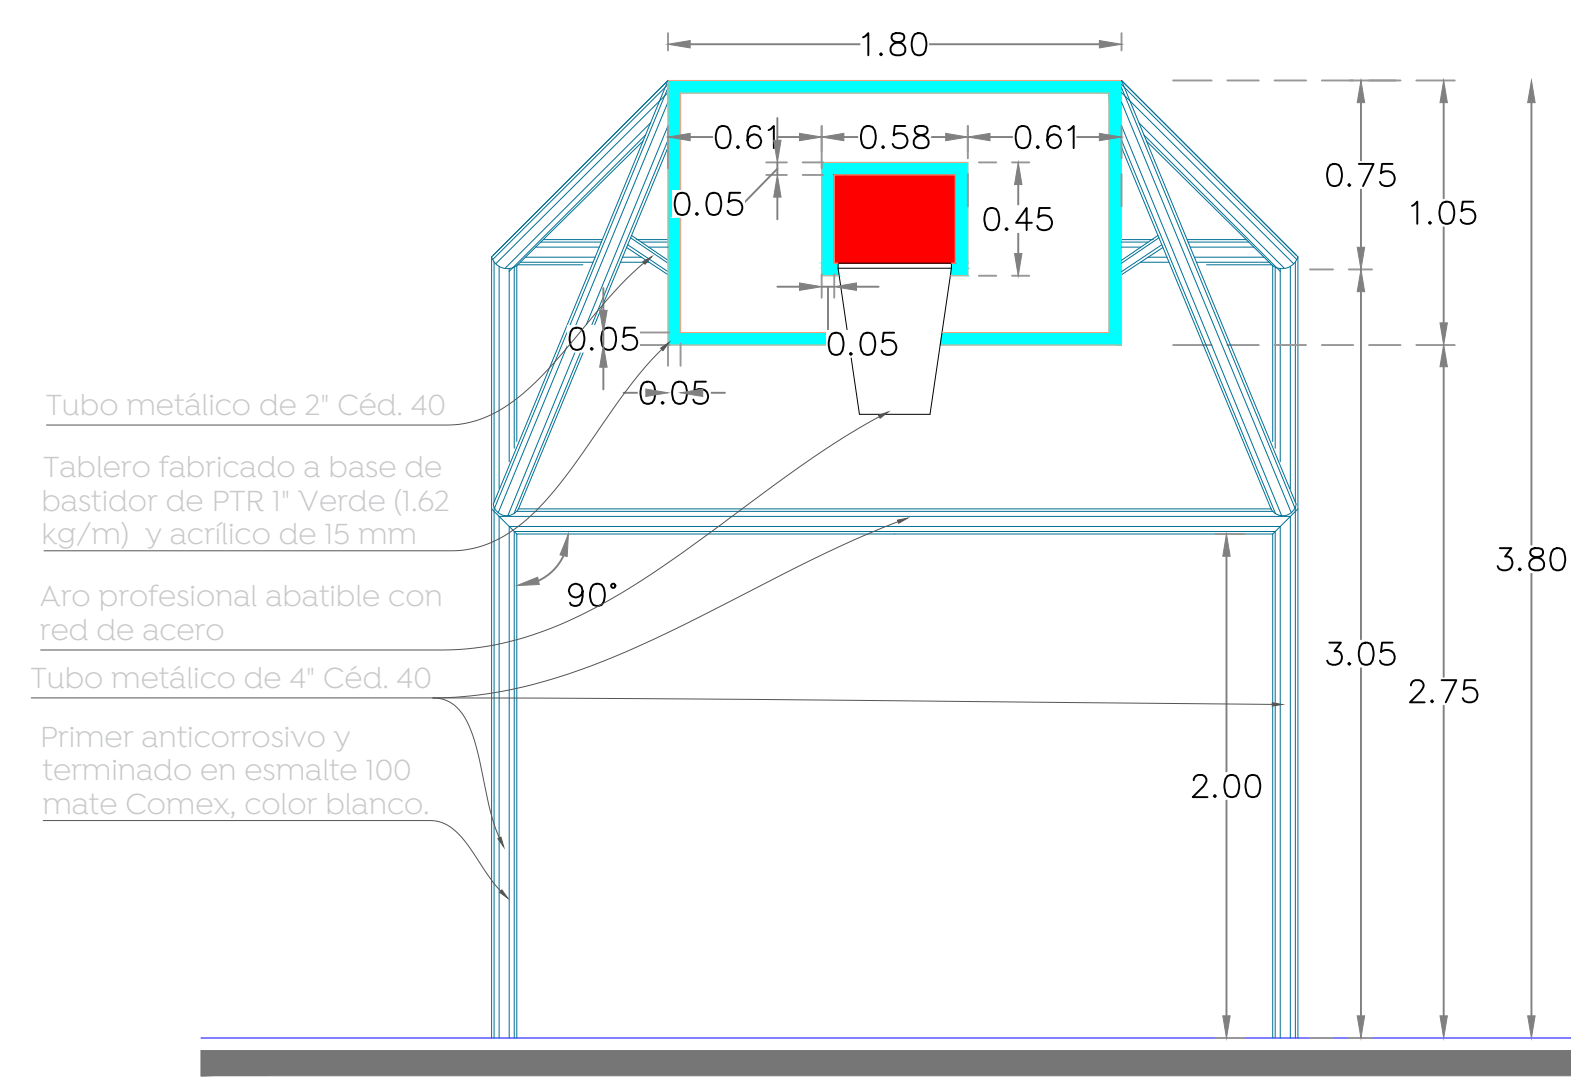 1.80
0.61 0.58 0.61
0.75
0.05
1.05
0.45
0.05
0.05
0.05
Tubo metálico de 2" Céd. 40
Tablero fabricado a base de
bastidor de PTR 1" Verde (1.62
kg/m) y acrílico de 15 mm
3.80
90°
Aro profesional abatible con
red de acero
3.05
Tubo metálico de 4" Céd. 40
2.75
Primer anticorrosivo y
terminado en esmalte 100
mate Comex, color blanco.
2.00